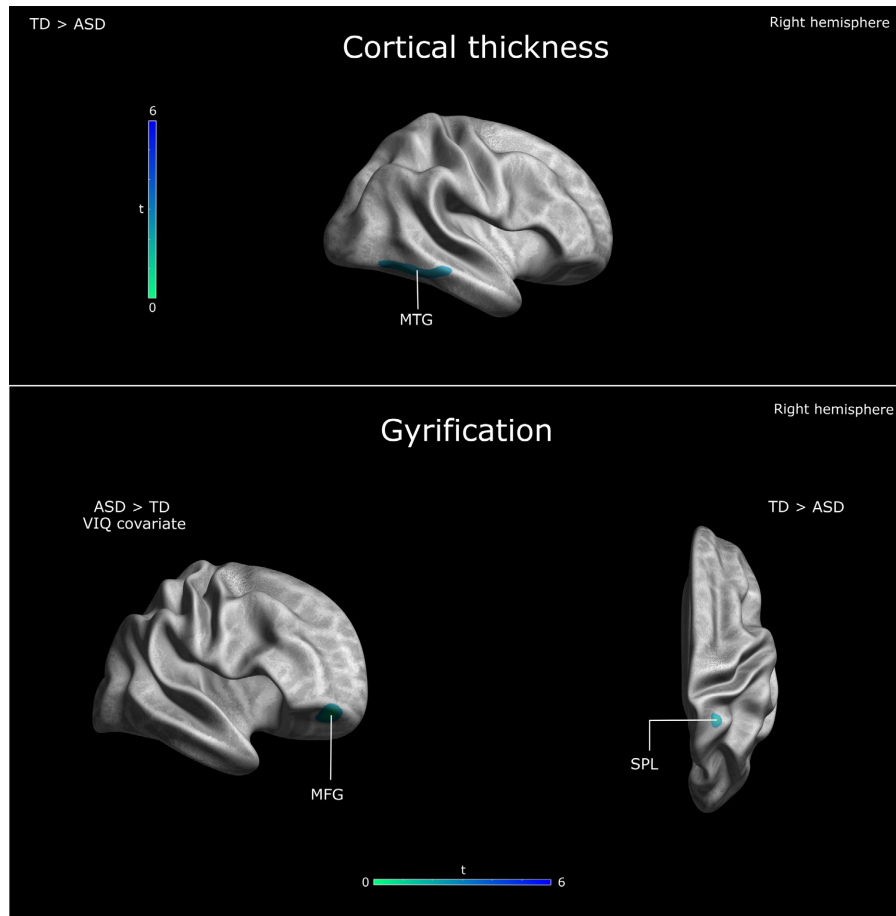 TD > ASD
Right hemisphere
Cortical thickness
6
t
0
MTG
Right hemisphere
Gyrification
ASD > TD
VIQ covariate
TD > ASD
SPL
MFG
t
0
6